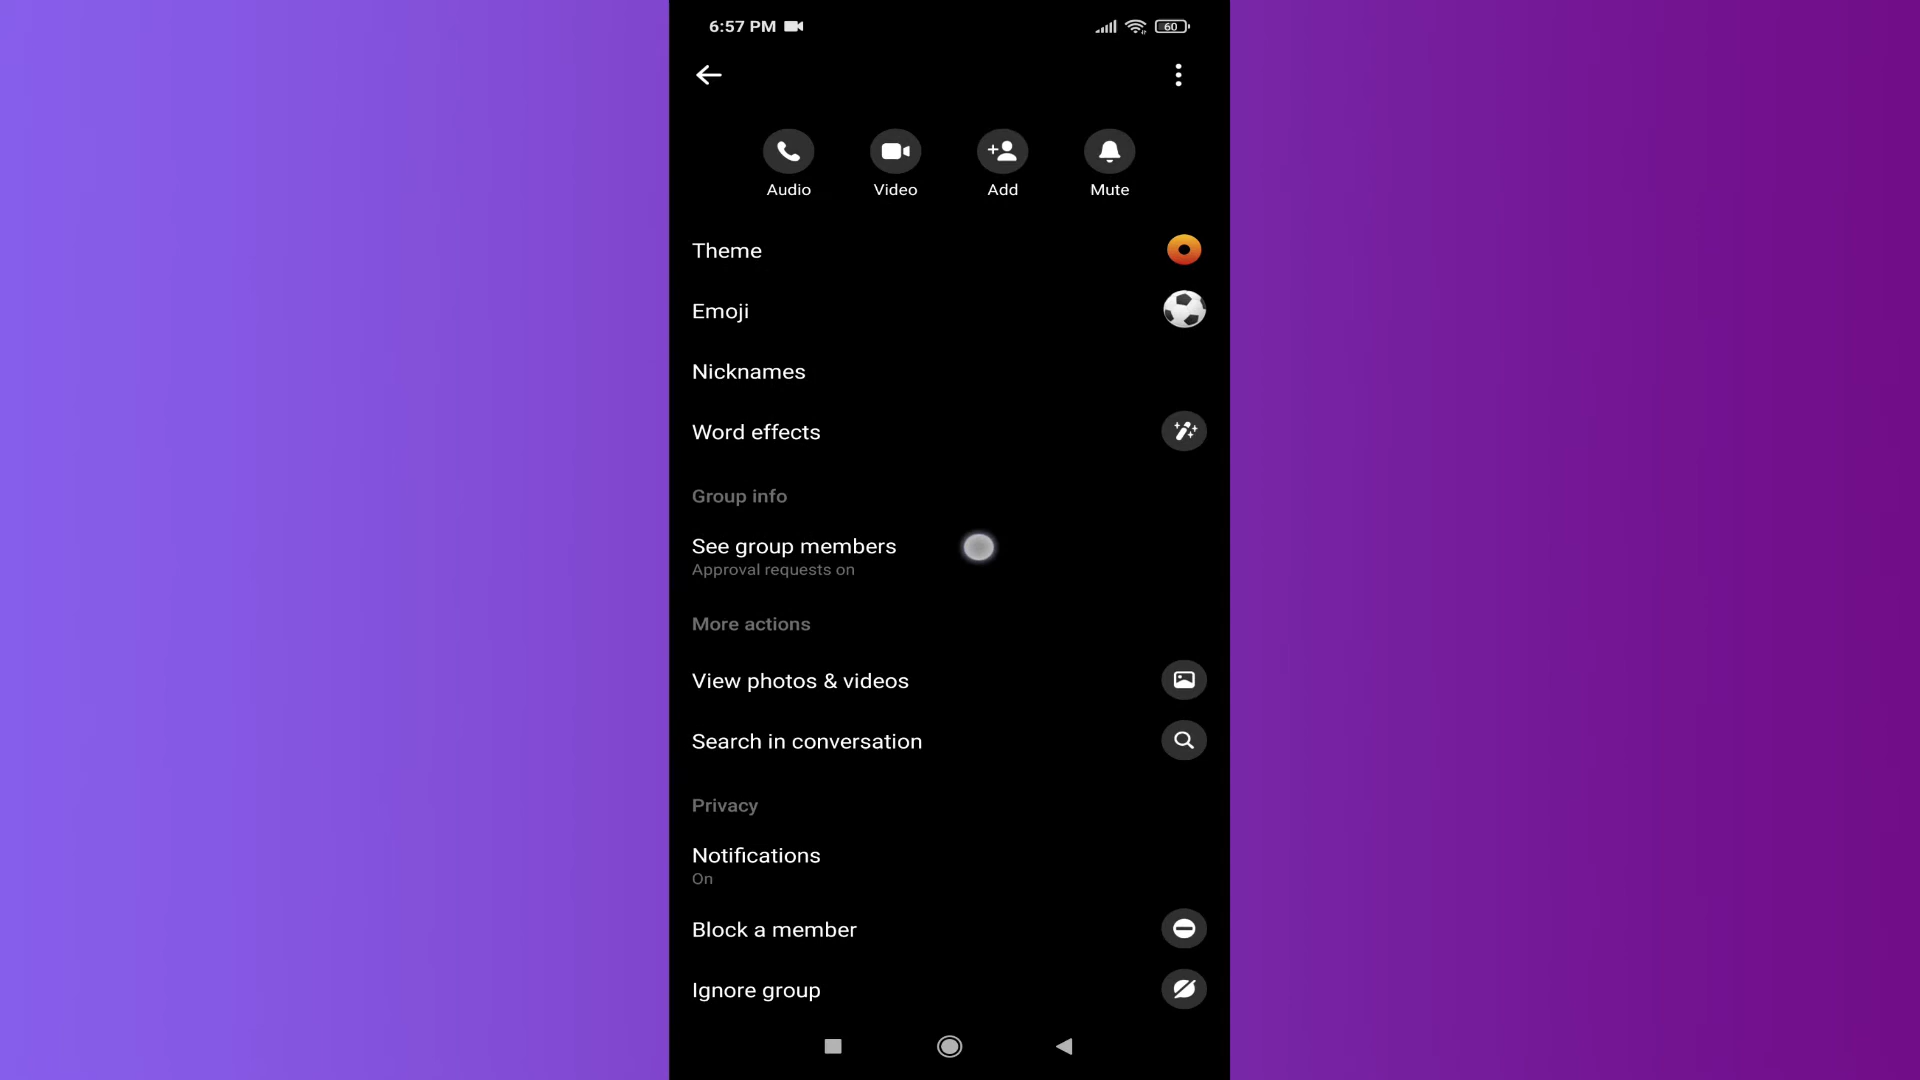 6:57 PM
60
Audio Video Add Mute
Theme
Emoji
Nicknames
Word effects
Group info
See group members
Approval requests on
More actions
View photos & videos
Search in conversation
Privacy
Notifications
On
Block a member
Ignore group